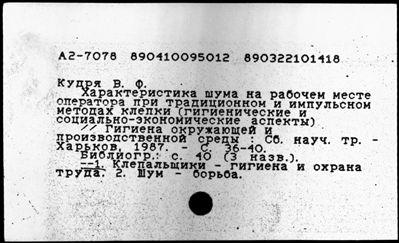 А2-7078 890410095012 890322101418
Кудря В. Ф.
Характеристика шума на рабочем месте
оператора при традиционном и импульсном
методах клепки (гигиенические и
социально-экономические аспекты)
// Гигиена окружающей и
производственной среды : Сб. науч. тр. -
Харьков, 1987. - С. 36-40.
Библиогр.: с. 40 (3 назв.).
--1. Клепальщики - гигиена и охрана
труда. 2. Шум - борьба.